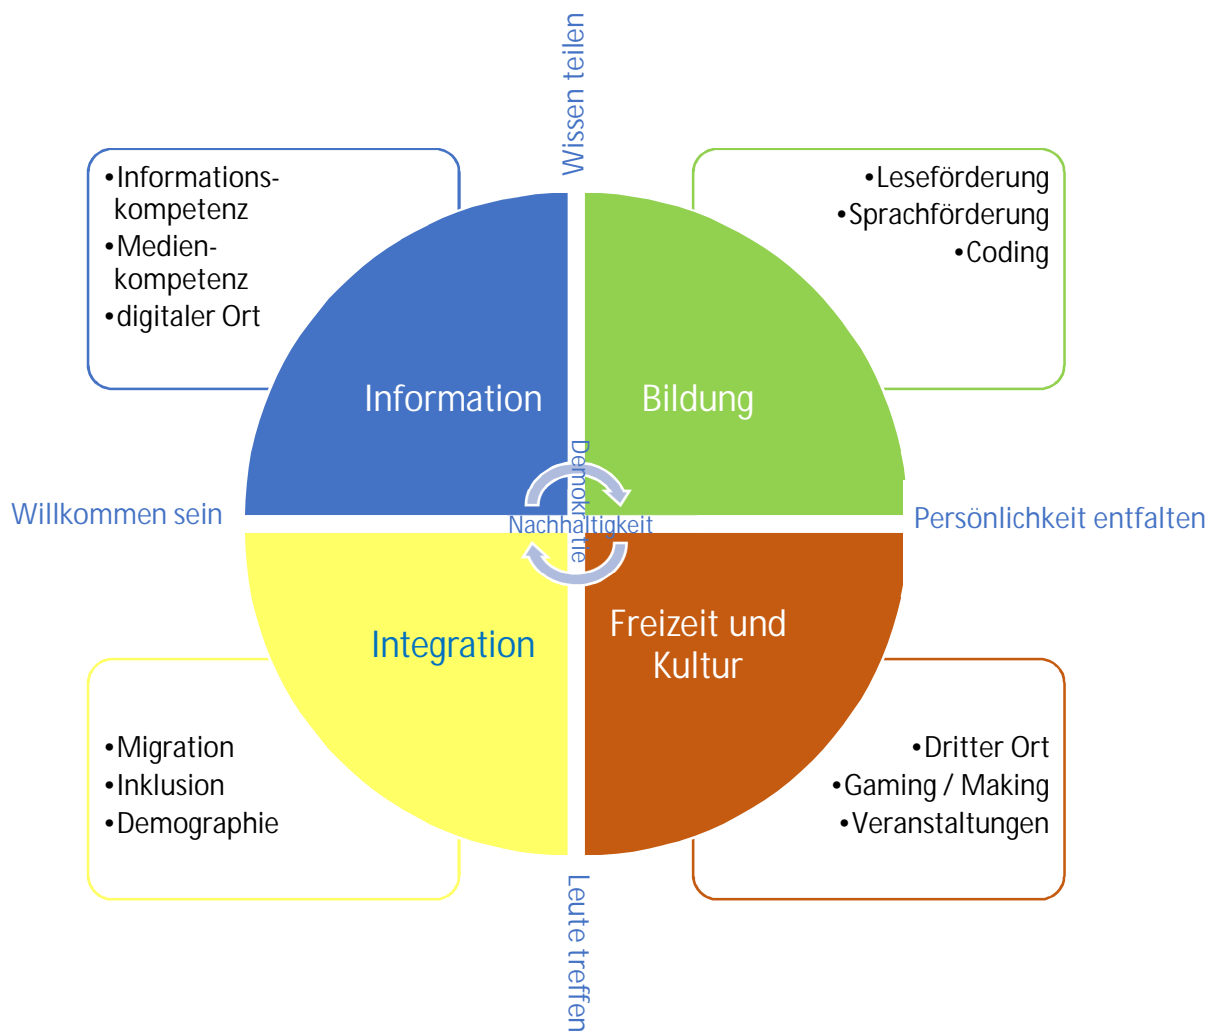 Wissen teilen
•Informations-
kompetenz
•Medien-
kompetenz
•digitaler Ort
•Leseförderung
•Sprachförderung
•Coding
Information
Bildung
Willkommen sein
Demokratie
Nachhaltigkeit
Persönlichkeit entfalten
Integration
Freizeit und
Kultur
•Migration
•Inklusion
•Demographie
•Dritter Ort
•Gaming / Making
•Veranstaltungen
Leute treffen